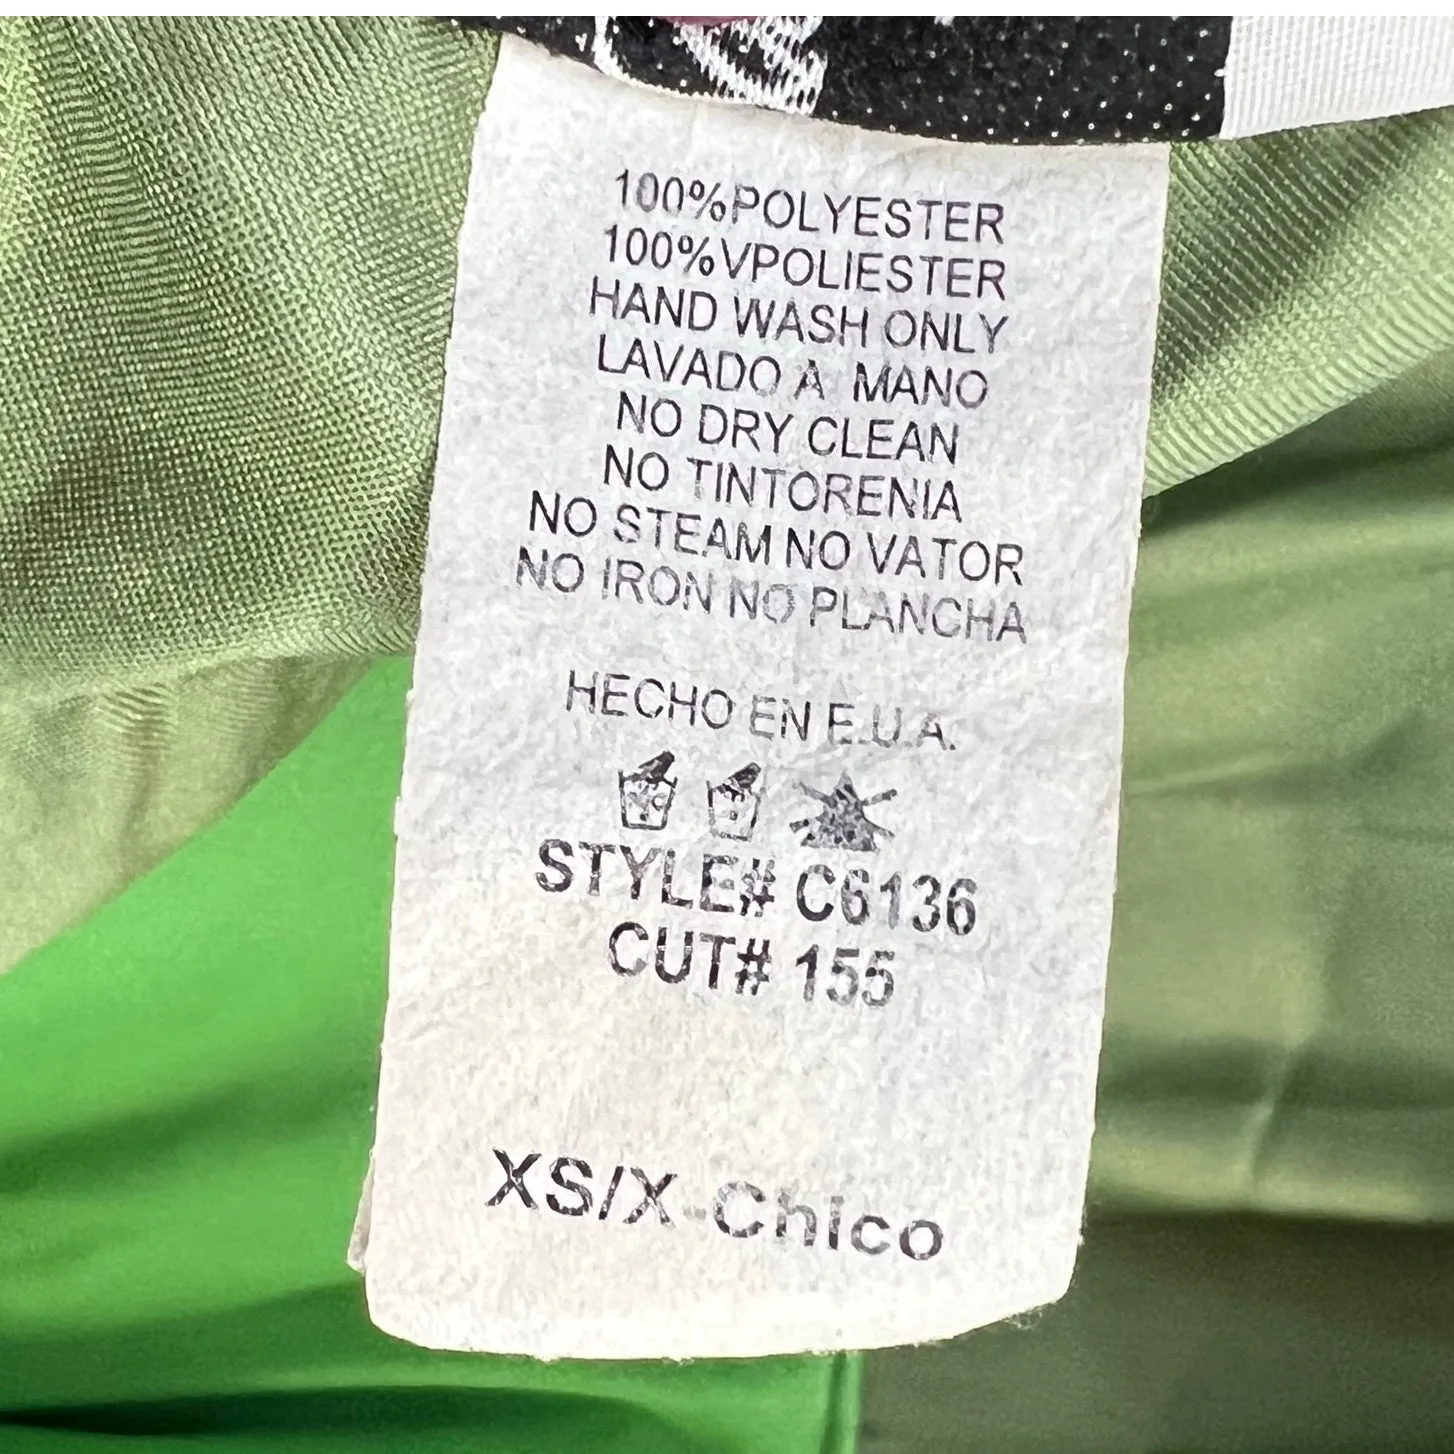 100%POLYESTER
100%VPOLIESTER
HAND WASH ONLY
LAVADO A MANO
NO DRY CLEAN
NO TINTORENIA
NO STEAM NO VATOR
NO IRON NO PLANCHA
HECHO EN E.U.A.
STYLE# C6136
CUT# 155
XS/X-Chico